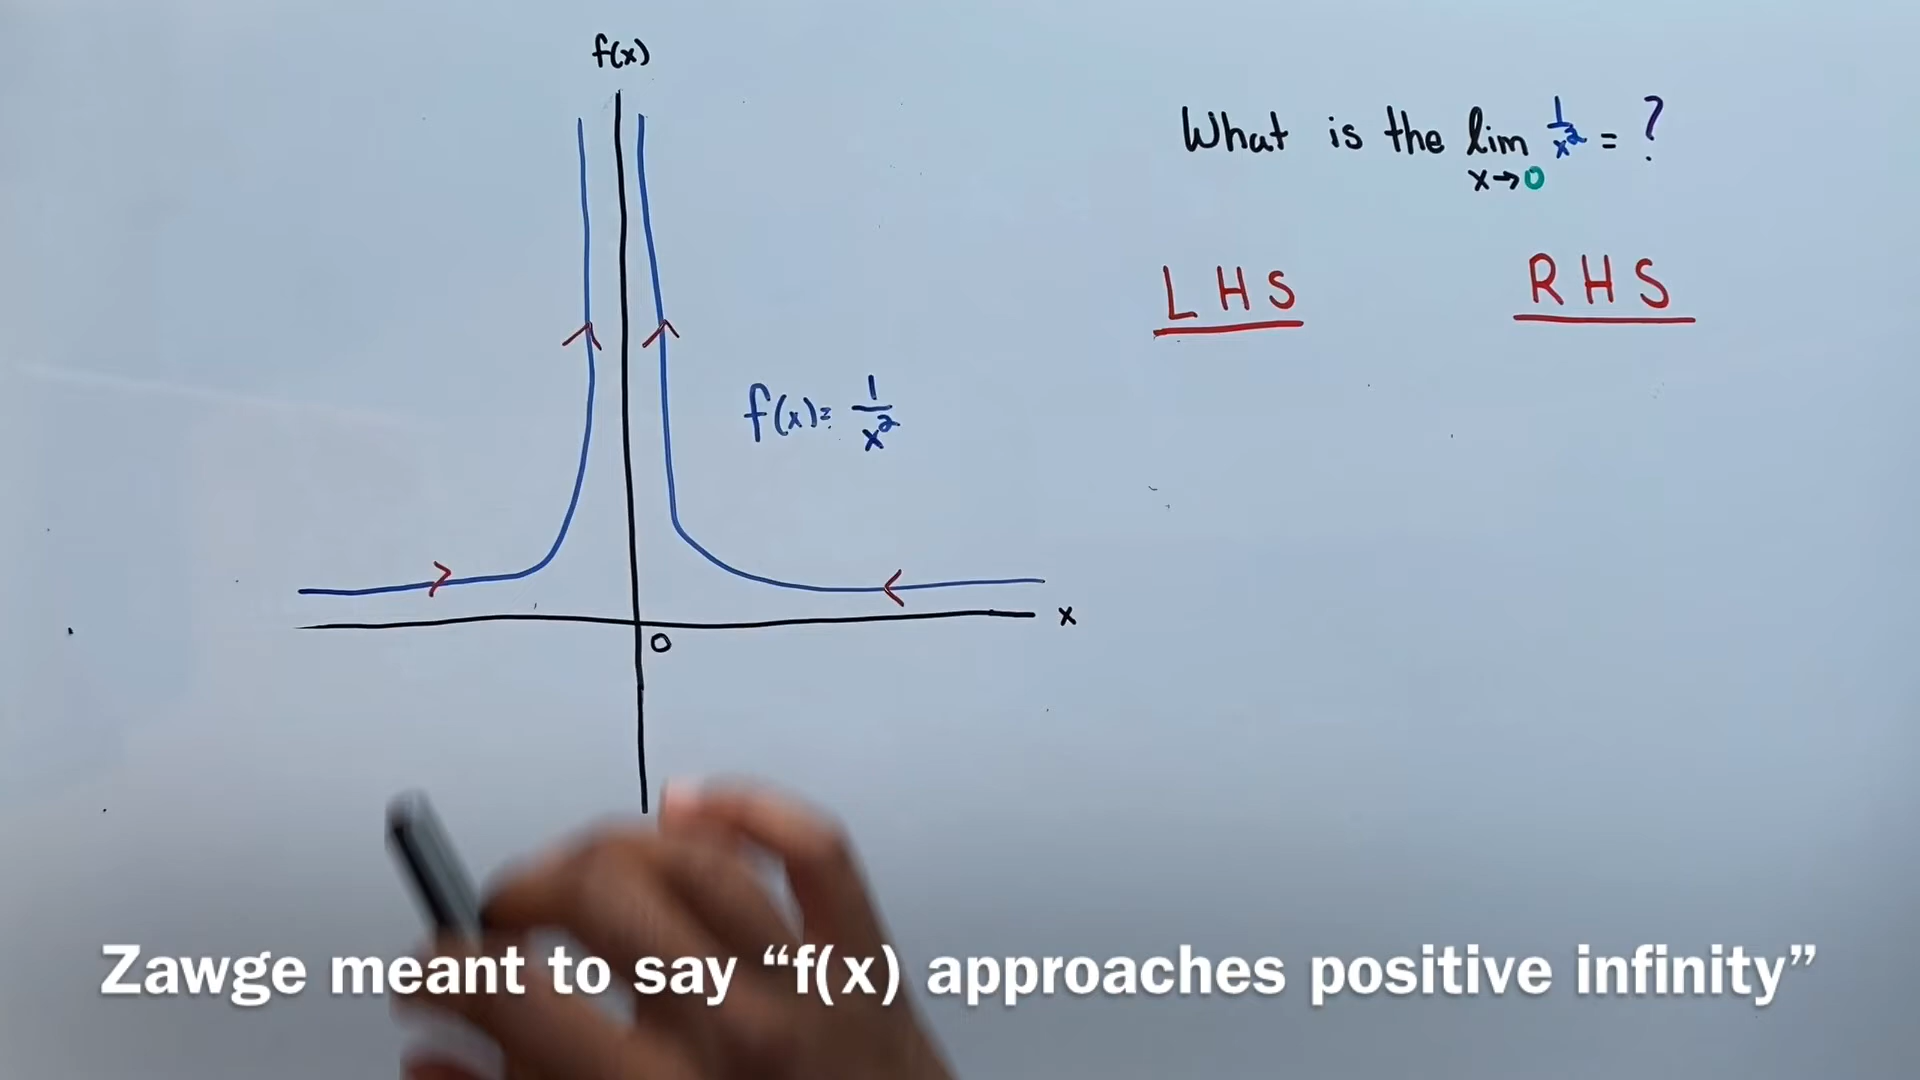 f(x)
What is the lim 1/x² = ?
x→0
LHS RHS
f(x) = 1/x²
x
0
Zawge meant to say “f(x) approaches positive infinity”